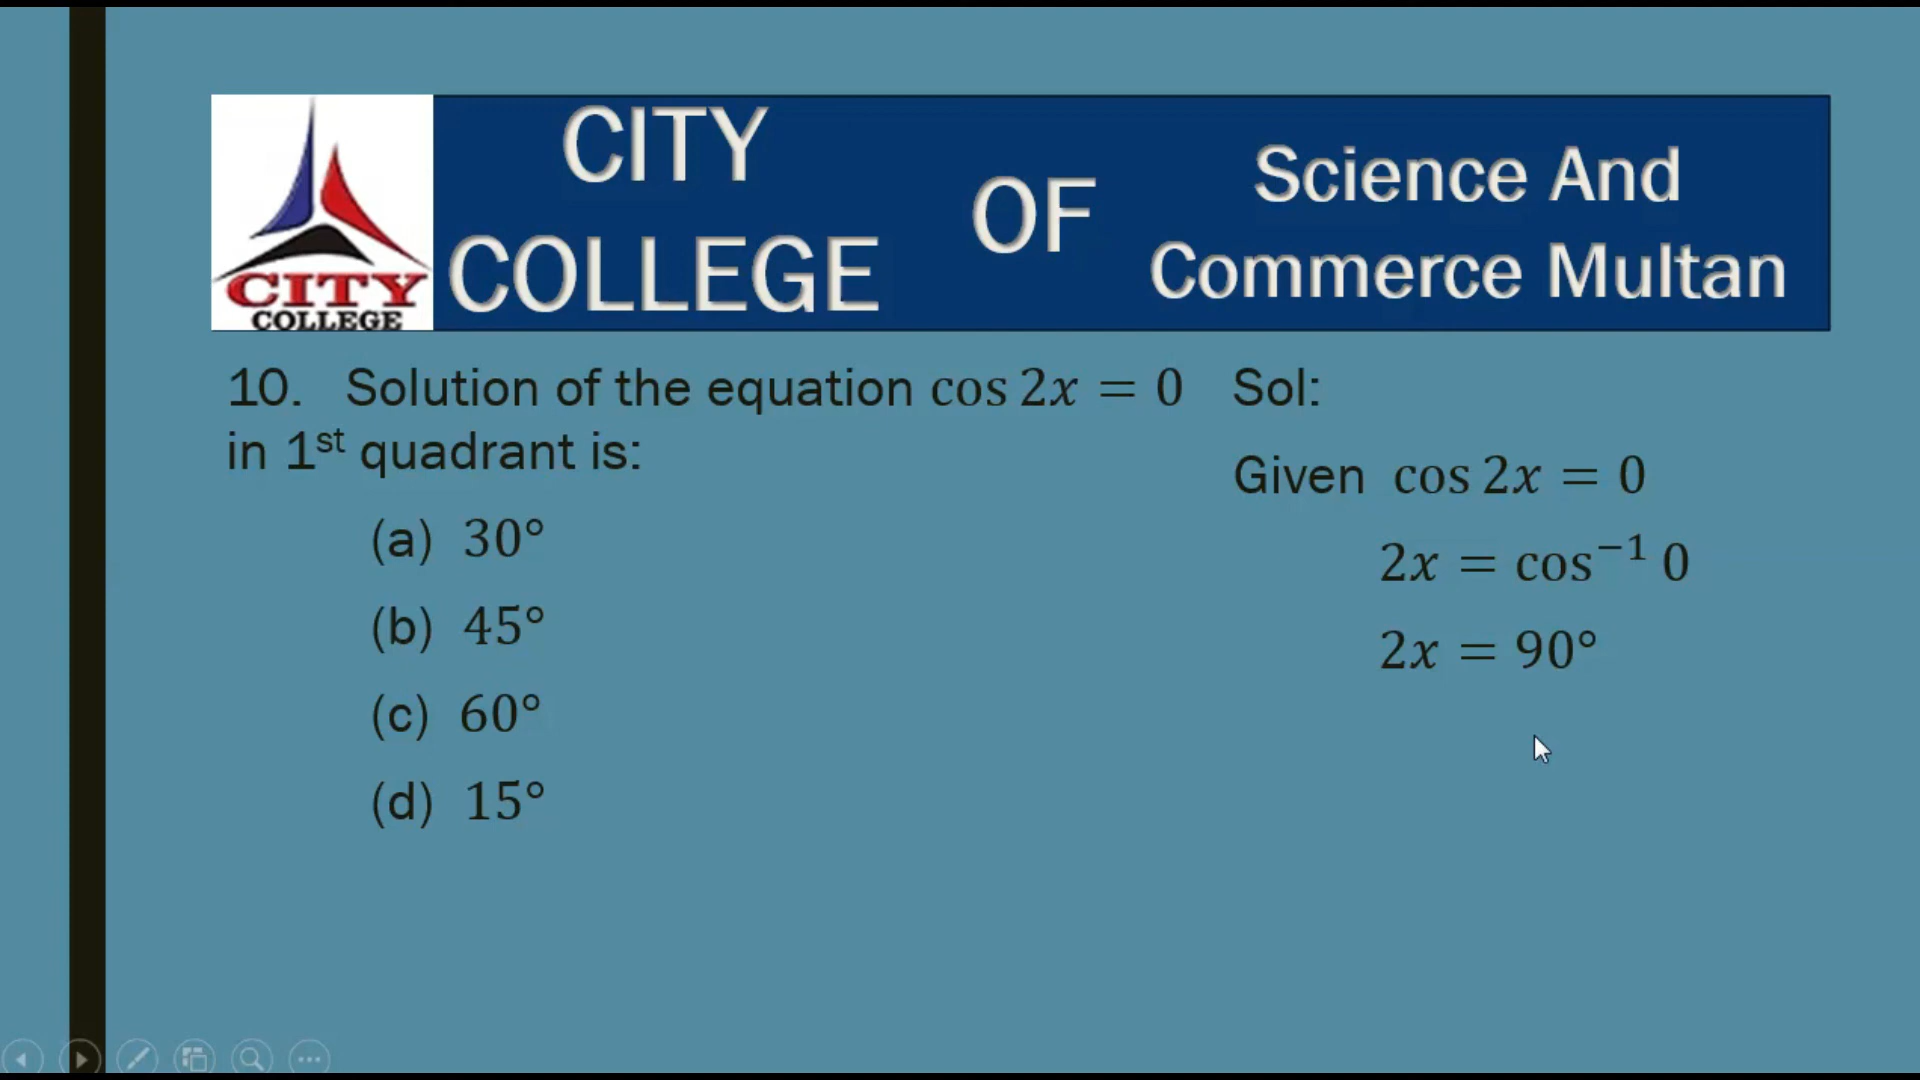 CITY
COLLEGE
CITY
COLLEGE
OF
Science And
Commerce Multan
10. Solution of the equation cos 2x = 0
in 1st quadrant is:
(a) 30°
(b) 45°
(c) 60°
(d) 15°
Sol:
Given cos 2x = 0
2x = cos⁻¹ 0
2x = 90°